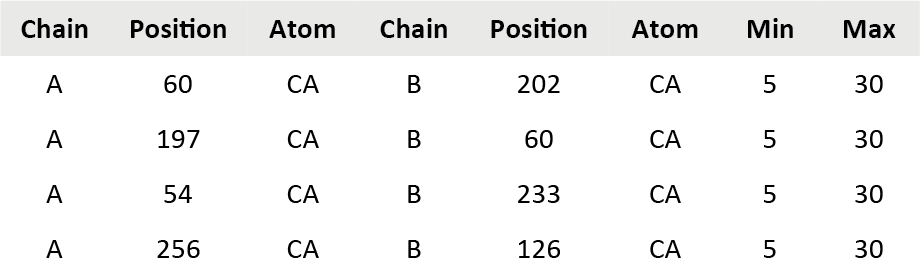 Chain Position Atom Chain Position Atom Min Max
A 60 CA B 202 CA 5 30
A 197 CA B 60 CA 5 30
A 54 CA B 233 CA 5 30
A 256 CA B 126 CA 5 30